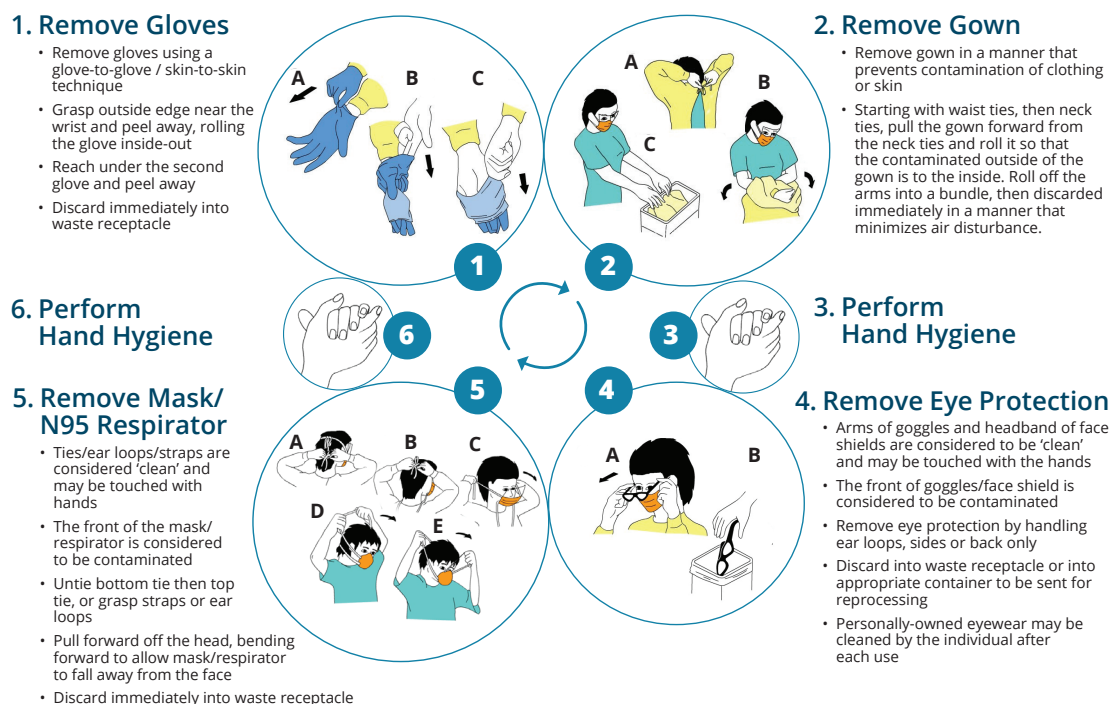 1. Remove Gloves
• Remove gloves using a
glove-to-glove / skin-to-skin
technique
• Grasp outside edge near the
wrist and peel away, rolling
the glove inside-out
• Reach under the second
glove and peel away
• Discard immediately into
waste receptacle
A
B
C
1
2. Remove Gown
• Remove gown in a manner that
prevents contamination of clothing
or skin
• Starting with waist ties, then neck
ties, pull the gown forward from
the neck ties and roll it so that
the contaminated outside of the
gown is to the inside. Roll off the
arms into a bundle, then discarded
immediately in a manner that
minimizes air disturbance.
A
B
C
2
3. Perform
Hand Hygiene
3
4. Remove Eye Protection
• Arms of goggles and headband of face
shields are considered to be ‘clean’
and may be touched with the hands
• The front of goggles/face shield is
considered to be contaminated
• Remove eye protection by handling
ear loops, sides or back only
• Discard into waste receptacle or into
appropriate container to be sent for
reprocessing
• Personally-owned eyewear may be
cleaned by the individual after
each use
A
B
4
5. Remove Mask/
N95 Respirator
• Ties/ear loops/straps are
considered ‘clean’ and
may be touched with
hands
• The front of the mask/
respirator is considered
to be contaminated
• Untie bottom tie then top
tie, or grasp straps or ear
loops
• Pull forward off the head, bending
forward to allow mask/respirator
to fall away from the face
• Discard immediately into waste receptacle
A
B
C
D
E
5
6. Perform
Hand Hygiene
6